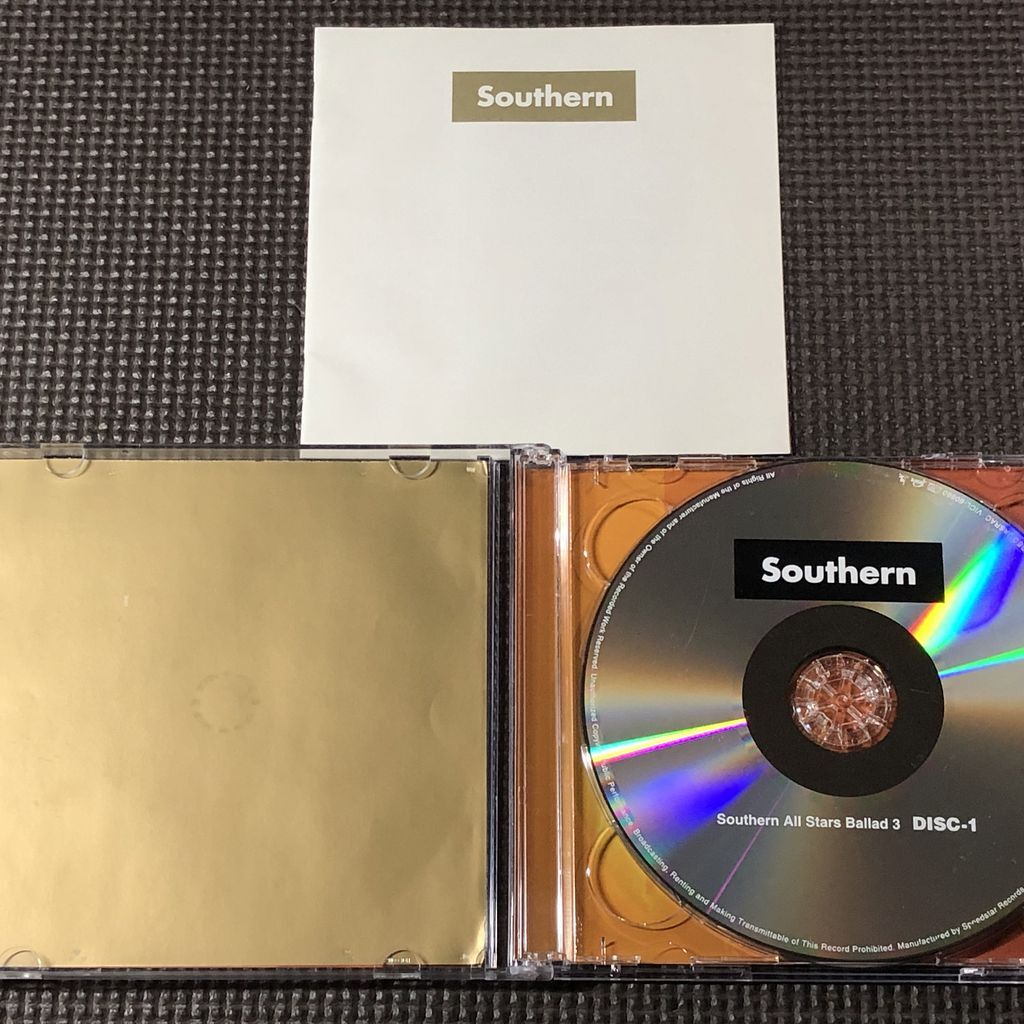 Southern
Southern
Southern All Stars Ballad 3 DISC-1
All Rights of the Manufacturer and of the Owner of the Recorded Work Reserved. Unauthorized Copying, Public Performance, Broadcasting, Renting and Making Transmittable of This Record Prohibited. Manufactured by Speedstar Records